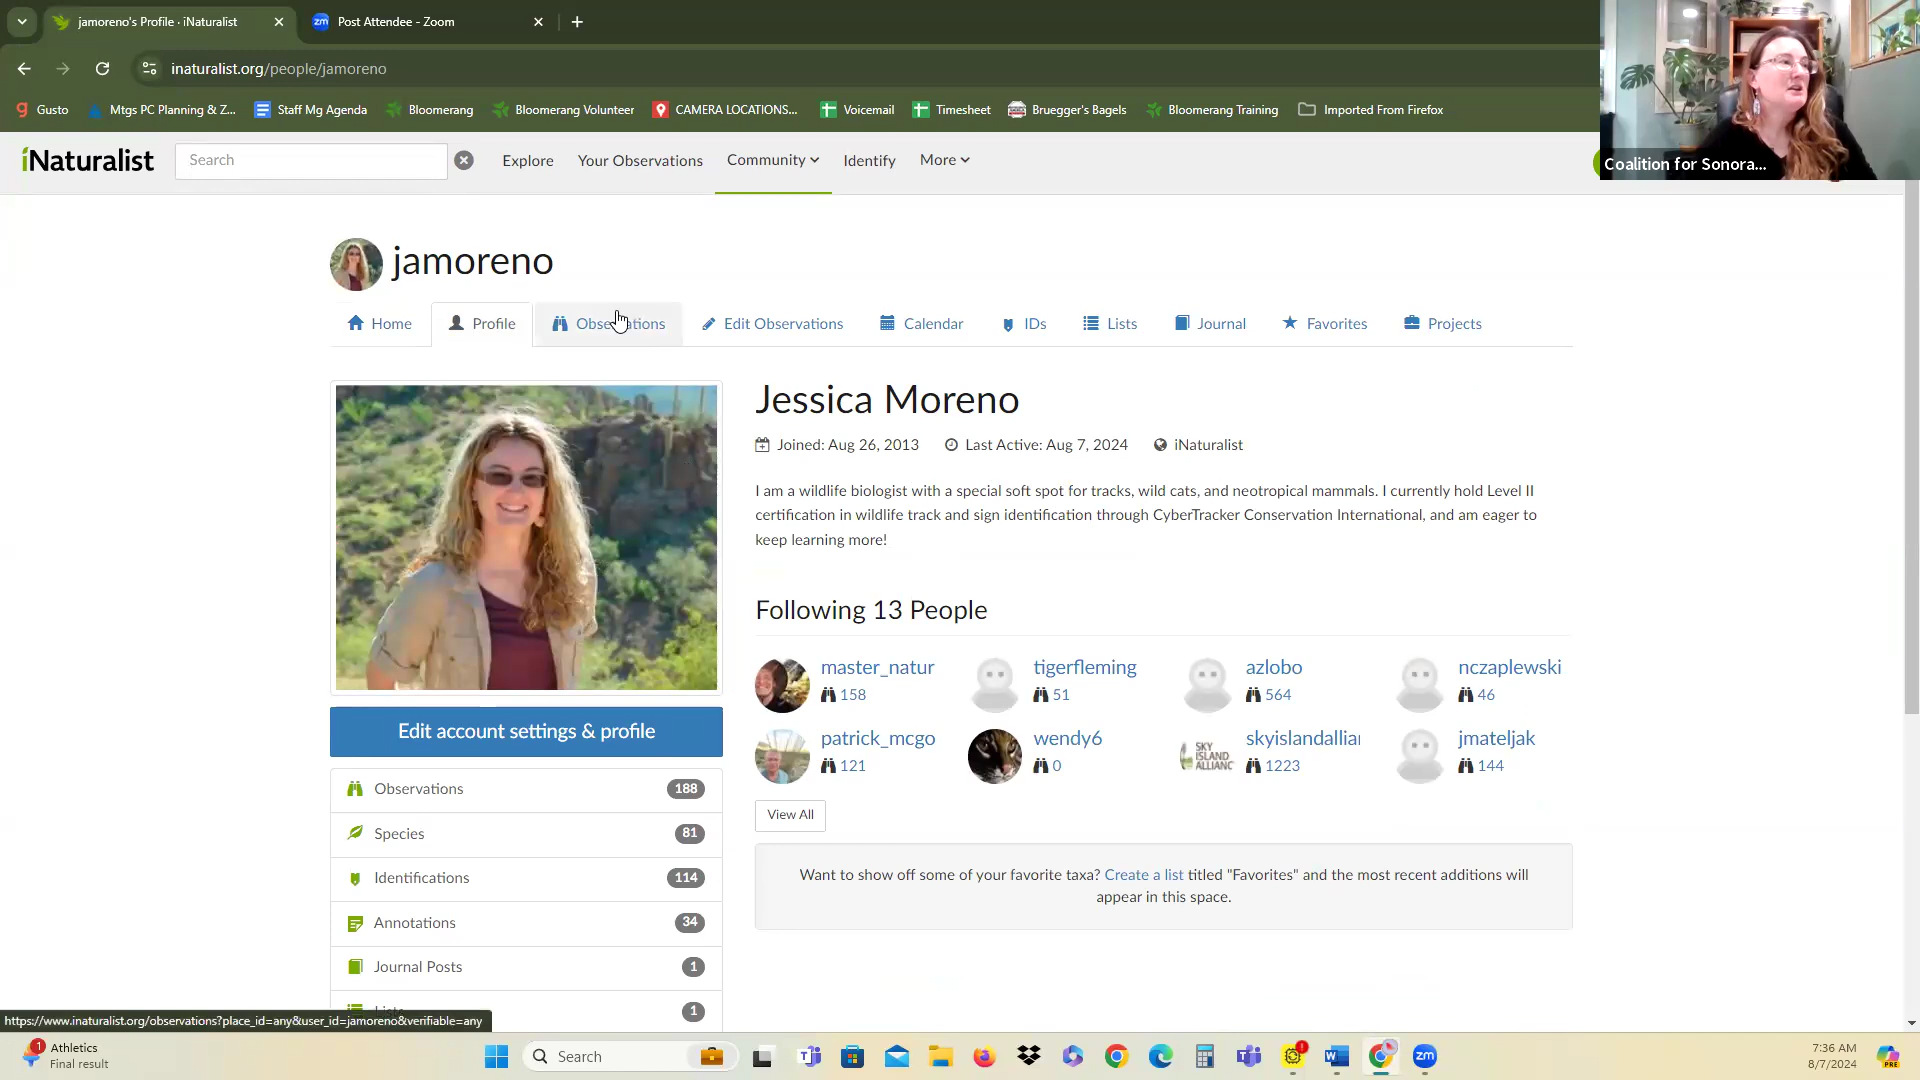 jamoreno's Profile · iNaturalist
Post Attendee - Zoom
inaturalist.org/people/jamoreno
Gusto
Mtgs PC Planning & Z...
Staff Mg Agenda
Bloomerang
Bloomerang Volunteer
CAMERA LOCATIONS...
Voicemail
Timesheet
Bruegger's Bagels
Bloomerang Training
Imported From Firefox
iNaturalist
Search
Explore
Your Observations
Community
Identify
More
Coalition for Sonora...
jamoreno
Home
Profile
Observations
Edit Observations
Calendar
IDs
Lists
Journal
Favorites
Projects
Jessica Moreno
Joined: Aug 26, 2013
Last Active: Aug 7, 2024
iNaturalist
I am a wildlife biologist with a special soft spot for tracks, wild cats, and neotropical mammals. I currently hold Level II
certification in wildlife track and sign identification through CyberTracker Conservation International, and am eager to
keep learning more!
Following 13 People
master_natur
158
tigerfleming
51
azlobo
564
nczaplewski
46
patrick_mcgo
121
wendy6
0
SKY
ISLAND
ALLIANC
skyislandallian
1223
jmateljak
144
View All
Want to show off some of your favorite taxa? Create a list titled "Favorites" and the most recent additions will
appear in this space.
Edit account settings & profile
Observations 188
Species 81
Identifications 114
Annotations 34
Journal Posts 1
Lists 1
https://www.inaturalist.org/observations?place_id=any&user_id=jamoreno&verifiable=any
1
Athletics
Final result
Search
zm
7:36 AM
8/7/2024
PRE